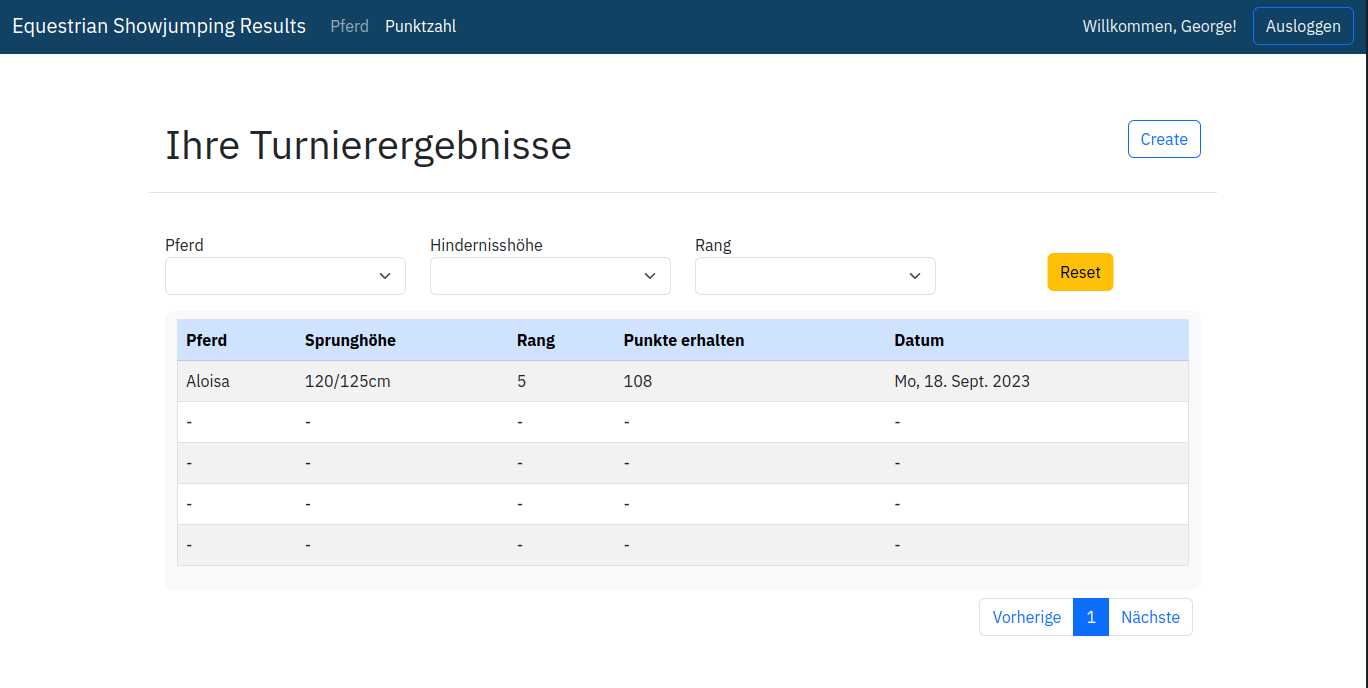 Equestrian Showjumping Results Pferd Punktzahl Willkommen, George! Ausloggen
Ihre Turnierergebnisse Create
Pferd Hindernisshöhe Rang
Reset
Pferd Sprunghöhe Rang Punkte erhalten Datum
Aloisa 120/125cm 5 108 Mo, 18. Sept. 2023
- - - - -
- - - - -
- - - - -
- - - - -
Vorherige 1 Nächste